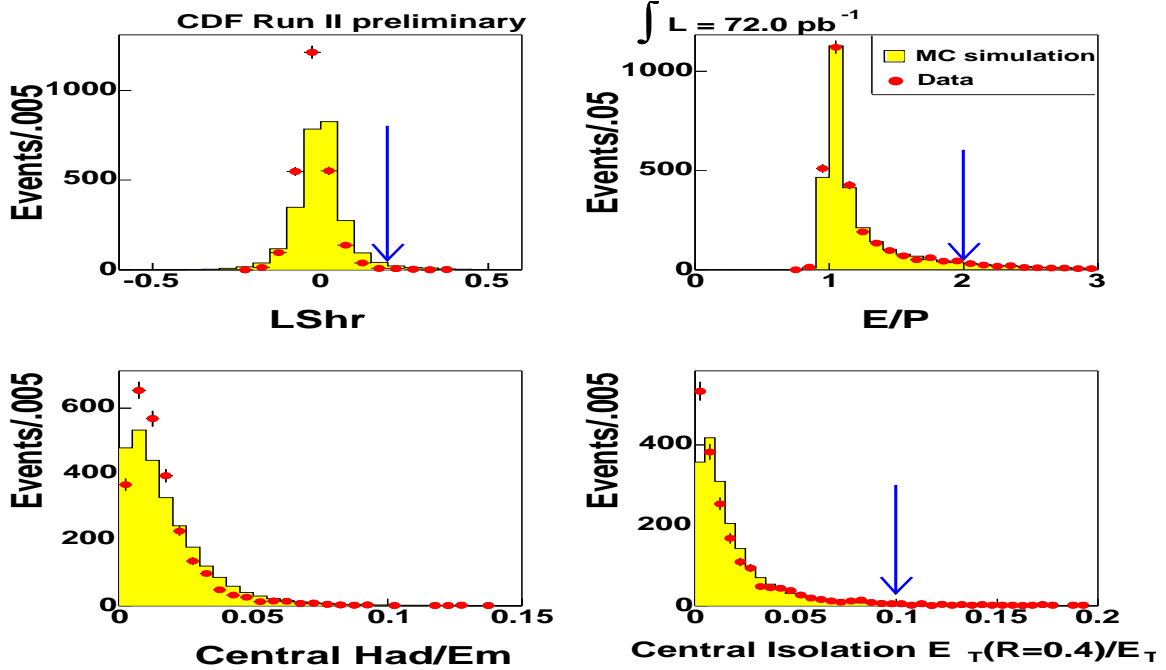 CDF Run II preliminary
∫ L = 72.0 pb -1
Events/.005
1000
500
0
-0.5 0 0.5
LShr
Events/.05
1000
500
0
MC simulation
Data
0 1 2 3
E/P
Events/.005
600
400
200
0
0 0.05 0.1 0.15
Central Had/Em
Events/.005
400
200
0
0 0.05 0.1 0.15 0.2
Central Isolation E T(R=0.4)/E T